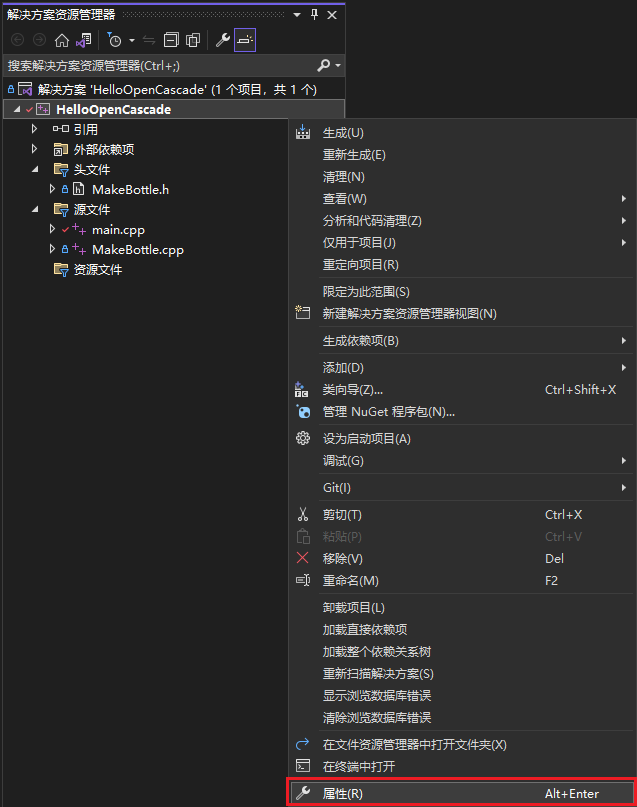 解决方案资源管理器
搜索解决方案资源管理器(Ctrl+;)
解决方案 'HelloOpenCascade' (1 个项目，共 1 个)
HelloOpenCascade
引用
外部依赖项
头文件
MakeBottle.h
源文件
main.cpp
MakeBottle.cpp
资源文件
生成(U)
重新生成(E)
清理(N)
查看(W)
分析和代码清理(Z)
仅用于项目(J)
重定向项目(R)
限定为此范围(S)
新建解决方案资源管理器视图(N)
生成依赖项(B)
添加(D)
类向导(Z)... Ctrl+Shift+X
管理 NuGet 程序包(N)...
设为启动项目(A)
调试(G)
Git(I)
剪切(T) Ctrl+X
粘贴(P) Ctrl+V
移除(V) Del
重命名(M) F2
卸载项目(L)
加载直接依赖项
加载整个依赖关系树
重新扫描解决方案(S)
显示浏览数据库错误
清除浏览数据库错误
在文件资源管理器中打开文件夹(X)
在终端中打开
属性(R) Alt+Enter